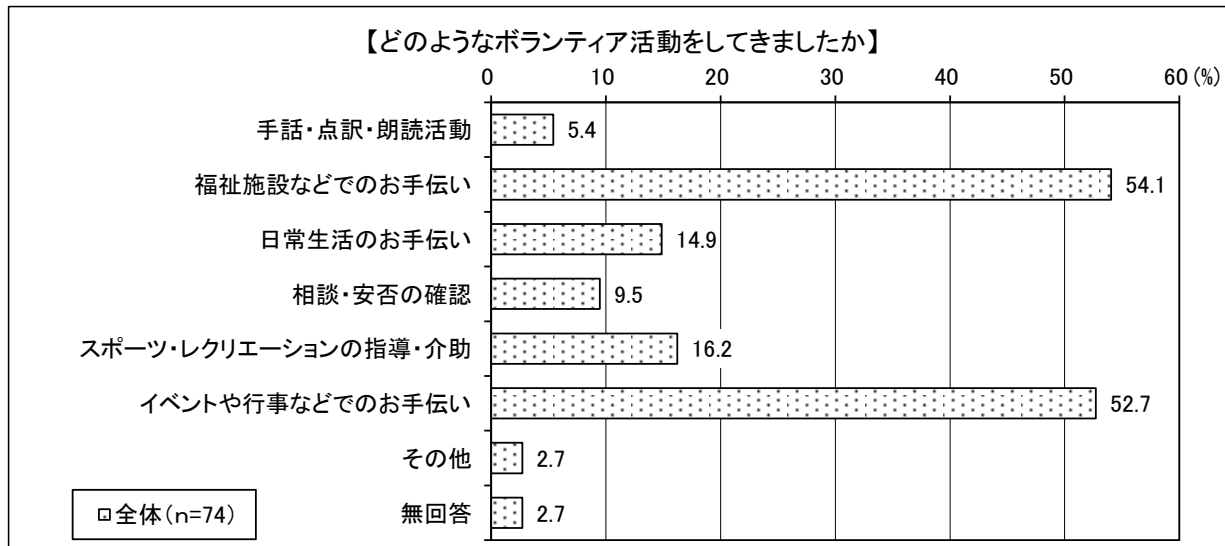 【どのようなボランティア活動をしてきましたか】
0 10 20 30 40 50 60 (%)
手話・点訳・朗読活動 5.4
福祉施設などでのお手伝い 54.1
日常生活のお手伝い 14.9
相談・安否の確認 9.5
スポーツ・レクリエーションの指導・介助 16.2
イベントや行事などでのお手伝い 52.7
その他 2.7
無回答 2.7
全体(n=74)